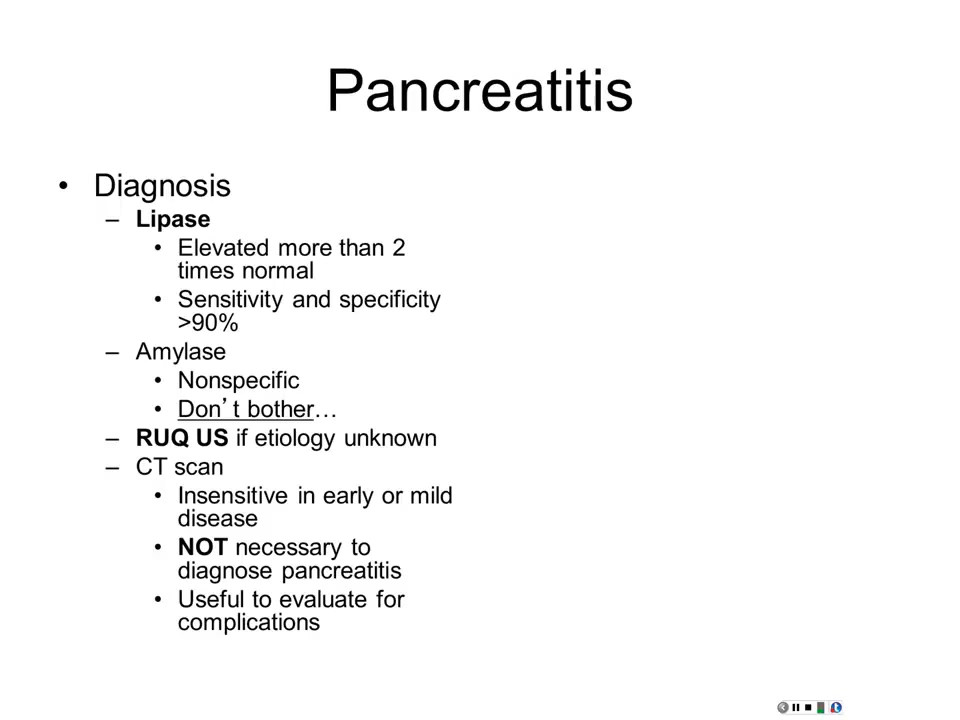 Pancreatitis
• Diagnosis
– Lipase
• Elevated more than 2
times normal
• Sensitivity and specificity
>90%
– Amylase
• Nonspecific
• Don’t bother…
– RUQ US if etiology unknown
– CT scan
• Insensitive in early or mild
disease
• NOT necessary to
diagnose pancreatitis
• Useful to evaluate for
complications